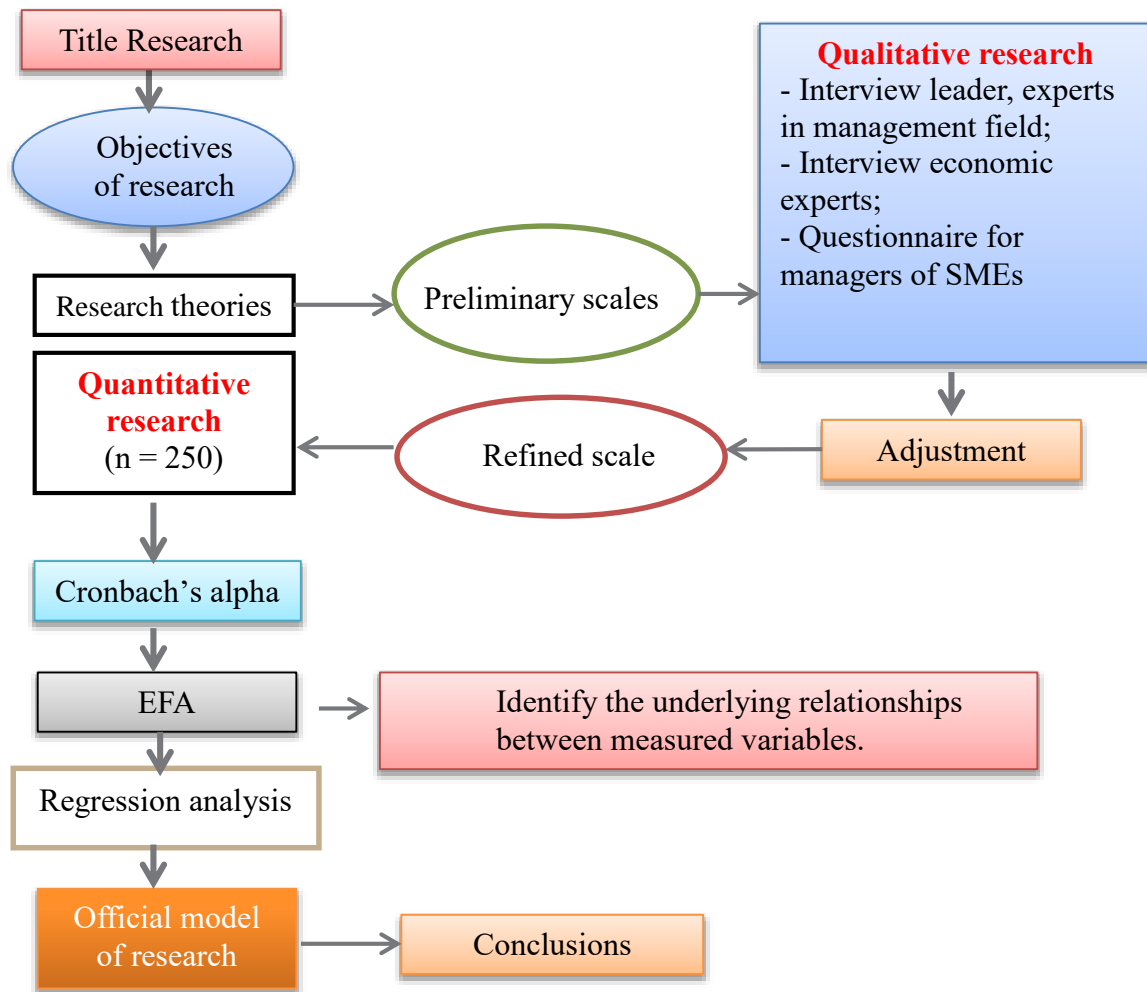 Title Research
Objectives
of research
Research theories
Preliminary scales
Qualitative research
- Interview leader, experts
in management field;
- Interview economic
experts;
- Questionnaire for
managers of SMEs
Adjustment
Refined scale
Quantitative
research
(n = 250)
Cronbach’s alpha
EFA
Identify the underlying relationships
between measured variables.
Regression analysis
Official model
of research
Conclusions